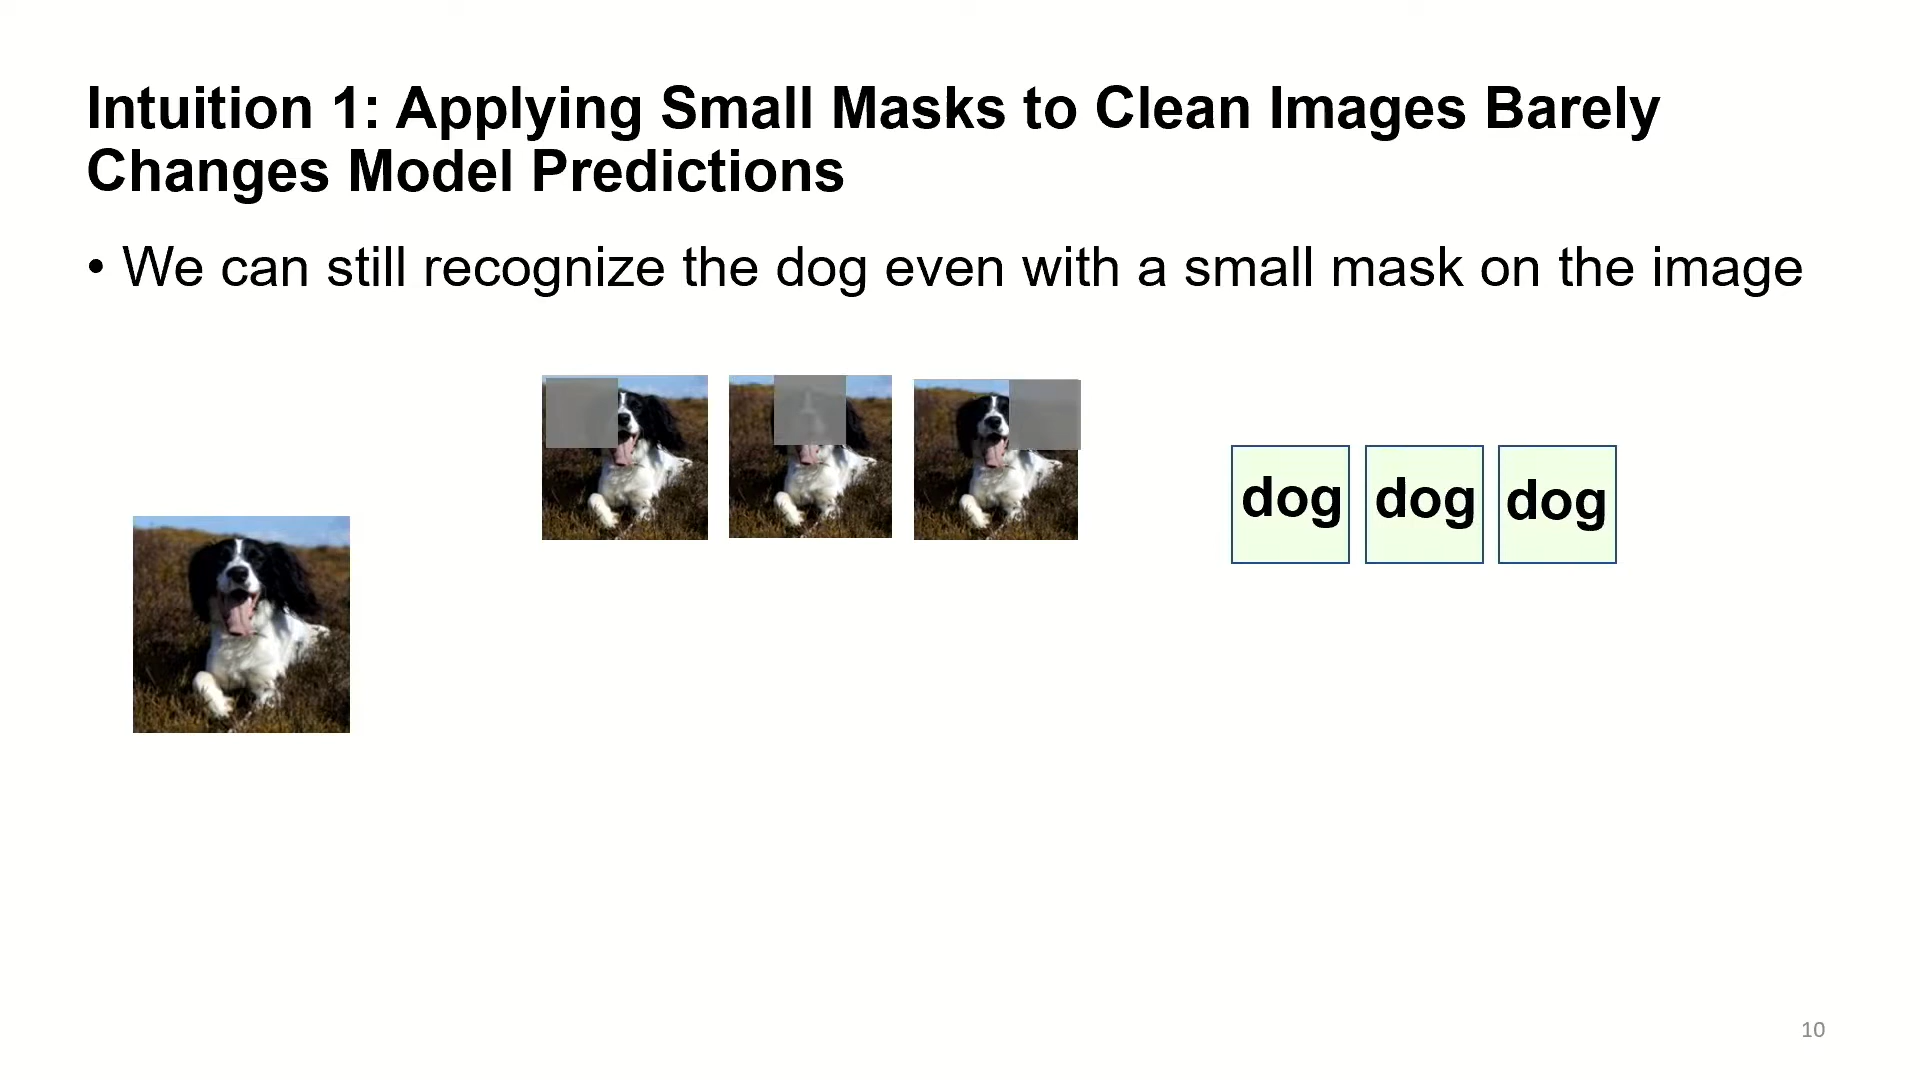 Intuition 1: Applying Small Masks to Clean Images Barely
Changes Model Predictions
• We can still recognize the dog even with a small mask on the image
dog dog dog
10